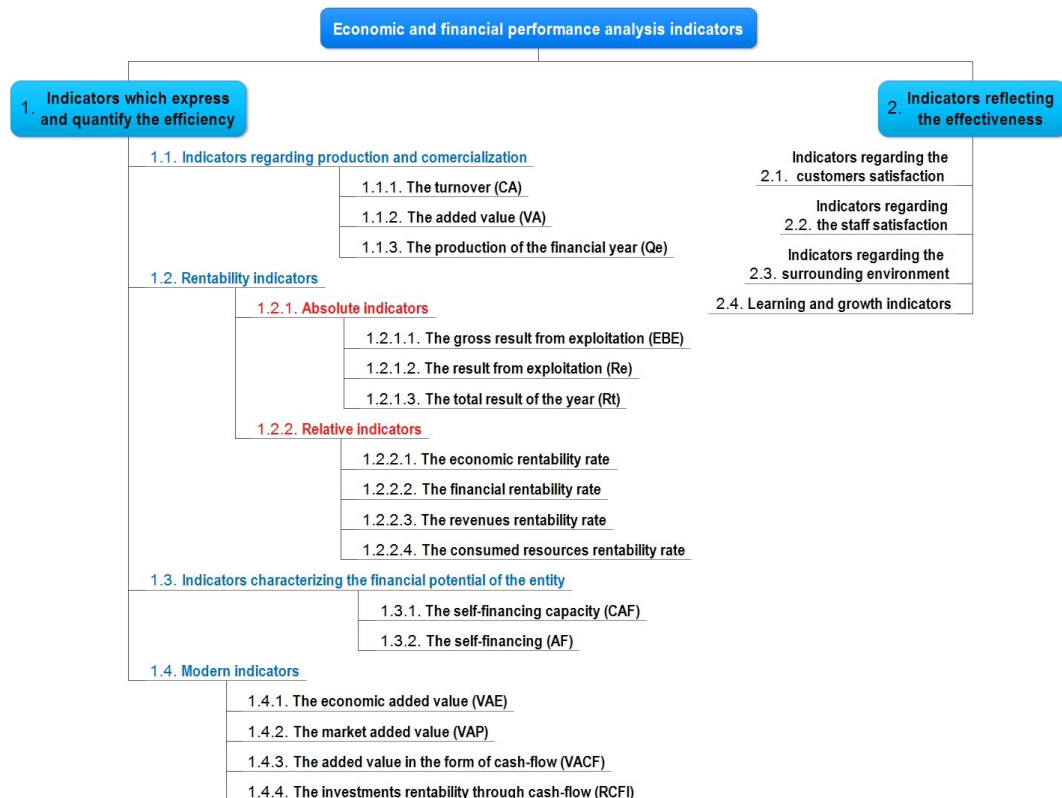 Economic and financial performance analysis indicators
1. Indicators which express
and quantify the efficiency
1.1. Indicators regarding production and comercialization
1.1.1. The turnover (CA)
1.1.2. The added value (VA)
1.1.3. The production of the financial year (Qe)
1.2. Rentability indicators
1.2.1. Absolute indicators
1.2.1.1. The gross result from exploitation (EBE)
1.2.1.2. The result from exploitation (Re)
1.2.1.3. The total result of the year (Rt)
1.2.2. Relative indicators
1.2.2.1. The economic rentability rate
1.2.2.2. The financial rentability rate
1.2.2.3. The revenues rentability rate
1.2.2.4. The consumed resources rentability rate
1.3. Indicators characterizing the financial potential of the entity
1.3.1. The self-financing capacity (CAF)
1.3.2. The self-financing (AF)
1.4. Modern indicators
1.4.1. The economic added value (VAE)
1.4.2. The market added value (VAP)
1.4.3. The added value in the form of cash-flow (VACF)
1.4.4. The investments rentability through cash-flow (RCFI)
2. Indicators reflecting
the effectiveness
Indicators regarding the
2.1. customers satisfaction
Indicators regarding
2.2. the staff satisfaction
Indicators regarding the
2.3. surrounding environment
2.4. Learning and growth indicators